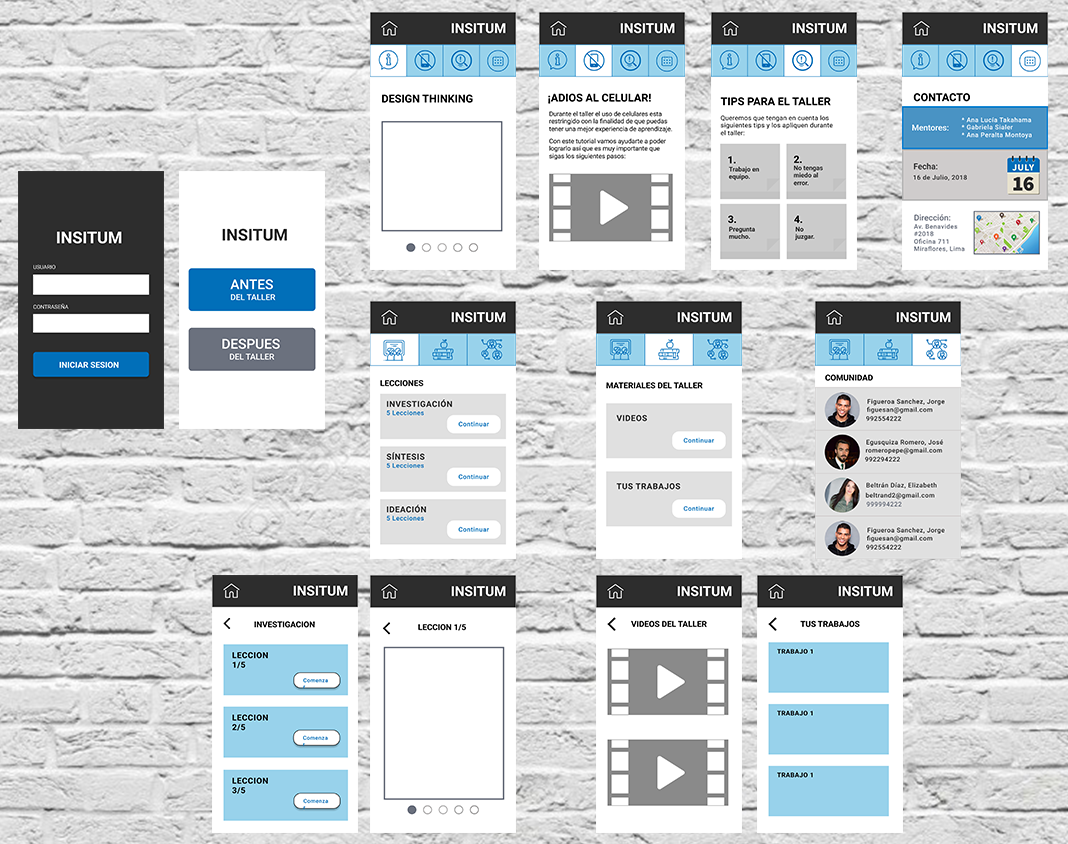 INSITUM
USUARIO
CONTRASEÑA
INICIAR SESION
INSITUM
ANTES
DEL TALLER
DESPUES
DEL TALLER
INSITUM
DESIGN THINKING
INSITUM
¡ADIOS AL CELULAR!
Durante el taller el uso de celulares esta
restringido con la finalidad de que puedas
tener una mejor experiencia de aprendizaje.
Con este tutorial vamos ayudarte a poder
lograrlo así que es muy importante que
sigas los siguientes pasos:
INSITUM
TIPS PARA EL TALLER
Queremos que tengan en cuenta los
siguientes tips y los apliquen durante
el taller:
1.
Trabajo en
equipo.
2.
No tengas
miedo al
error.
3.
Pregunta
mucho.
4.
No
juzgar.
INSITUM
CONTACTO
Mentores:
* Ana Lucía Takahama
* Gabriela Sialer
* Ana Peralta Montoya
Fecha:
16 de Julio, 2018
JULY
16
Dirección:
Av. Benavides
#2018
Oficina 711
Miraflores, Lima
INSITUM
LECCIONES
INVESTIGACIÓN
5 Lecciones
Continuar
SÍNTESIS
5 Lecciones
Continuar
IDEACIÓN
5 Lecciones
Continuar
INSITUM
MATERIALES DEL TALLER
VIDEOS
Continuar
TUS TRABAJOS
Continuar
INSITUM
COMUNIDAD
Figueroa Sanchez, Jorge
figuesan@gmail.com
992554222
Egusquiza Romero, José
romeropepe@gmail.com
992294222
Beltrán Díaz, Elizabeth
beltrand2@gmail.com
999994222
Figueroa Sanchez, Jorge
figuesan@gmail.com
992554222
INSITUM
INVESTIGACION
LECCION
1/5
Comenza
LECCION
2/5
Comenza
LECCION
3/5
Comenza
INSITUM
LECCION 1/5
INSITUM
VIDEOS DEL TALLER
INSITUM
TUS TRABAJOS
TRABAJO 1
TRABAJO 1
TRABAJO 1